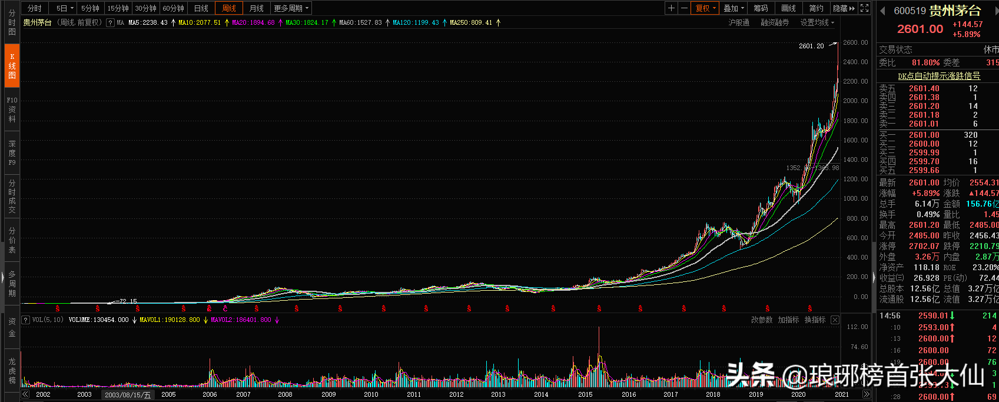 分时 5日 5分钟 15分钟 30分钟 60分钟 日线 周线 月线 更多周期
+ — 复权 叠加 筹码 画线 简约 隐藏
贵州茅台 (周线,前复权) ? MA MA5:2238.43 ↑ MA10:2077.51 ↑ MA20:1894.68 ↑ MA30:1824.17 ↑ MA60:1527.83 ↑ MA120:1199.43 ↑ MA250:809.41 ↑
沪股通 融资融券 设置均线
分时图
K线图
F10资料
深度F9
分时成交
分价表
多周期
资金
龙虎榜
2601.20
2600.00
2400.00
2200.00
2000.00
1800.00
1600.00
1400.00
1200.00
1000.00
800.00
600.00
400.00
200.00
0.00
72.15
? VOL(5,10) VOLUME:130454.000 ↓ MAVOL1:190128.800 ↓ MAVOL2:186401.800 ↓
改参数 加指标 换指标
112.00
74.60
2002 2003 2003/08/15/五 2005 2006 2007 2008 2009 2010 2011 2012 2013 2014 2015 2016 2017 2018 2019 2020 2021
600519 贵州茅台
2601.00 +144.57
+5.89%
交易状态 休市
委比 81.80% 委差 315
DK点自动提示涨跌信号
卖五 2601.40 12
卖四 2601.38 1
卖三 2601.20 14
卖二 2601.18 2
卖一 2601.01 6
买一 2601.00 320
买二 2600.00 12
买三 2599.99 1
买四 2599.70 16
买五 2599.66 1
最新 2601.00 均价 2554.31
涨幅 +5.89% 涨跌 ▲144.57
总手 6.14万 金额 156.76亿
换手 0.49% 量比 1.45
最高 2601.20 最低 2485.00
今开 2485.00 昨收 2456.43
涨停 2702.07 跌停 2210.79
外盘 3.26万 内盘 2.87万
净资产 118.18 ROE 23.20%
收益㈢ 26.928 PE(动) 72.44
总股本 12.56亿 总值 3.27万亿
流通股 12.56亿 流值 3.27万亿
14:56 2590.01↓ 214
:10 2593.00↑ 4
:13 2600.00↑ 12
:16 2600.00 72
:19 2600.00 76
3
1
:28 2600.00↑ 69
头条 @琅琊榜首张大仙